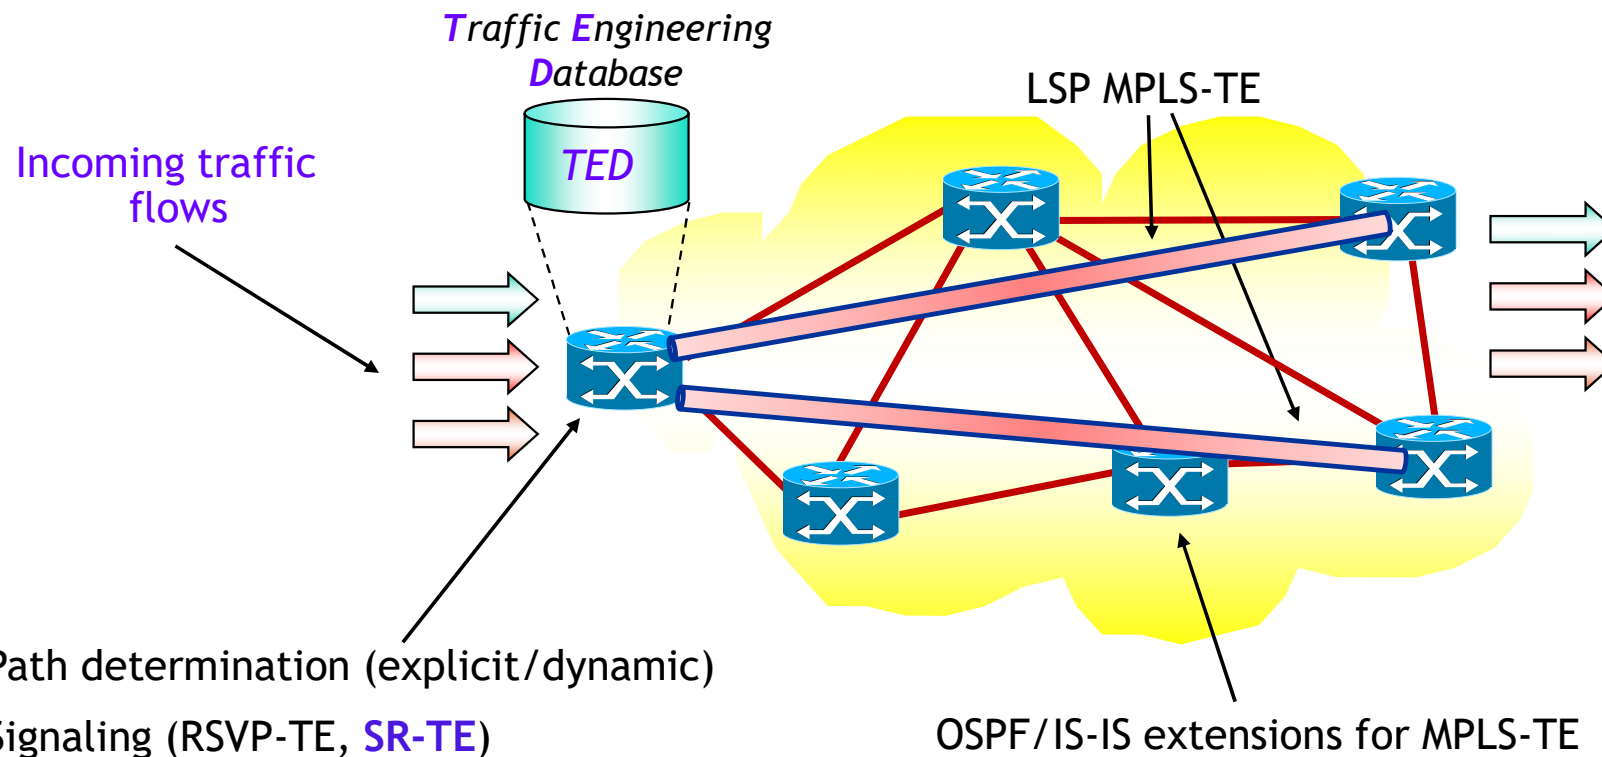 Traffic Engineering
Database
LSP MPLS-TE
TED
Incoming traffic
flows
Path determination (explicit/dynamic)
Signaling (RSVP-TE, SR-TE)
OSPF/IS-IS extensions for MPLS-TE